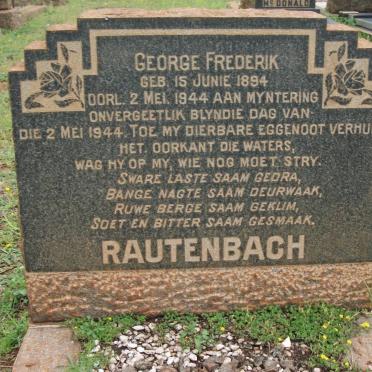 McDONALD
GEORGE FREDERIK
GEB. 15 JUNIE 1894
OORL. 2 MEI. 1944 AAN MYNTERING
ONVERGEETLIK BLYNDIE DAG VAN
DIE 2 MEI 1944. TOE MY DIERBARE EGGENOOT VERHU
HET. OORKANT DIE WATERS,
WAG HY OP MY, WIE NOG MOET STRY.
SWARE LASTE SAAM GEDRA,
BANGE NAGTE SAAM DEURWAAK,
RUWE BERGE SAAM GEKLIM,
SOET EN BITTER SAAM GESMAAK.
RAUTENBACH